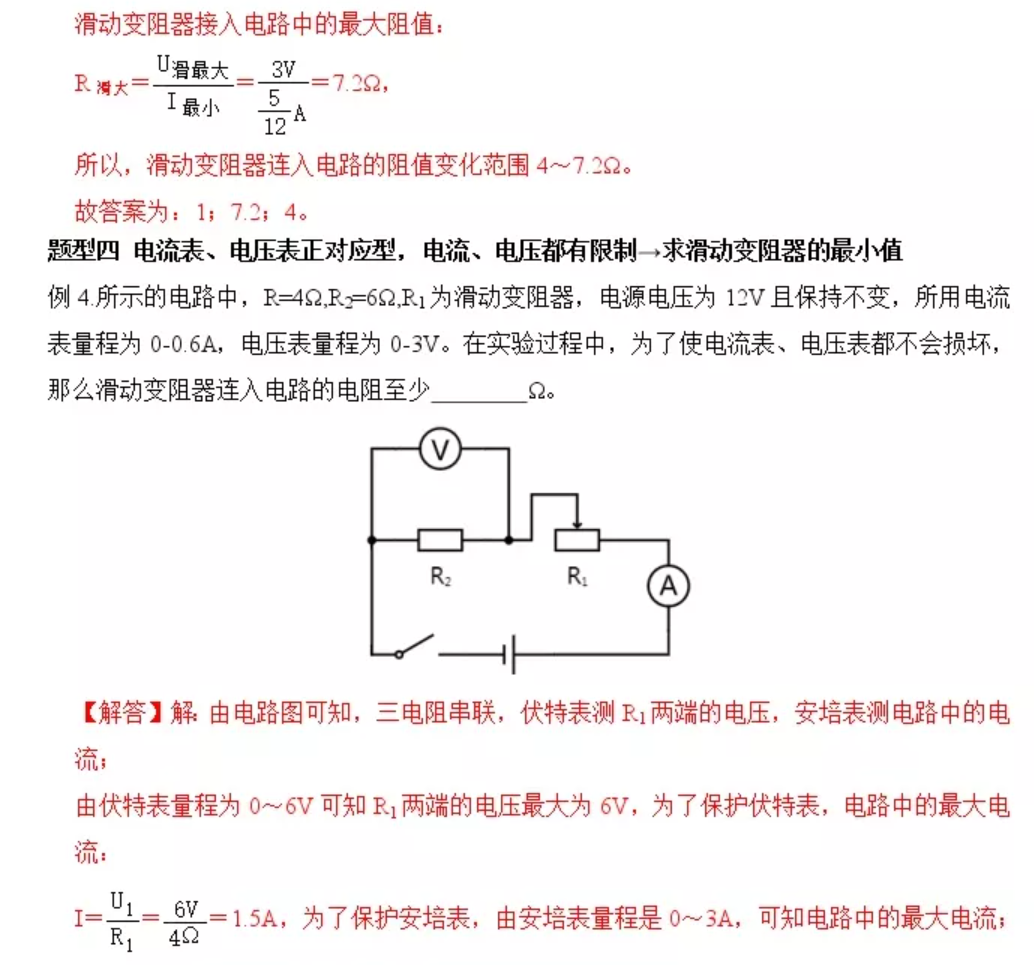 滑动变阻器接入电路中的最大阻值：
R滑大=U滑最大/I最小=3V/(5/12 A)=7.2Ω，
所以，滑动变阻器连入电路的阻值变化范围 4～7.2Ω。
故答案为：1；7.2；4。
题型四 电流表、电压表正对应型，电流、电压都有限制→求滑动变阻器的最小值
例 4.所示的电路中，R=4Ω,R₂=6Ω,R₁为滑动变阻器，电源电压为 12V 且保持不变，所用电流
表量程为 0-0.6A，电压表量程为 0-3V。在实验过程中，为了使电流表、电压表都不会损坏，
那么滑动变阻器连入电路的电阻至少________Ω。
V
R₂
R₁
A
【解答】解：由电路图可知，三电阻串联，伏特表测 R₁两端的电压，安培表测电路中的电
流；
由伏特表量程为 0～6V 可知 R₁两端的电压最大为 6V，为了保护伏特表，电路中的最大电
流：
I=U₁/R₁=6V/4Ω=1.5A，为了保护安培表，由安培表量程是 0～3A，可知电路中的最大电流；